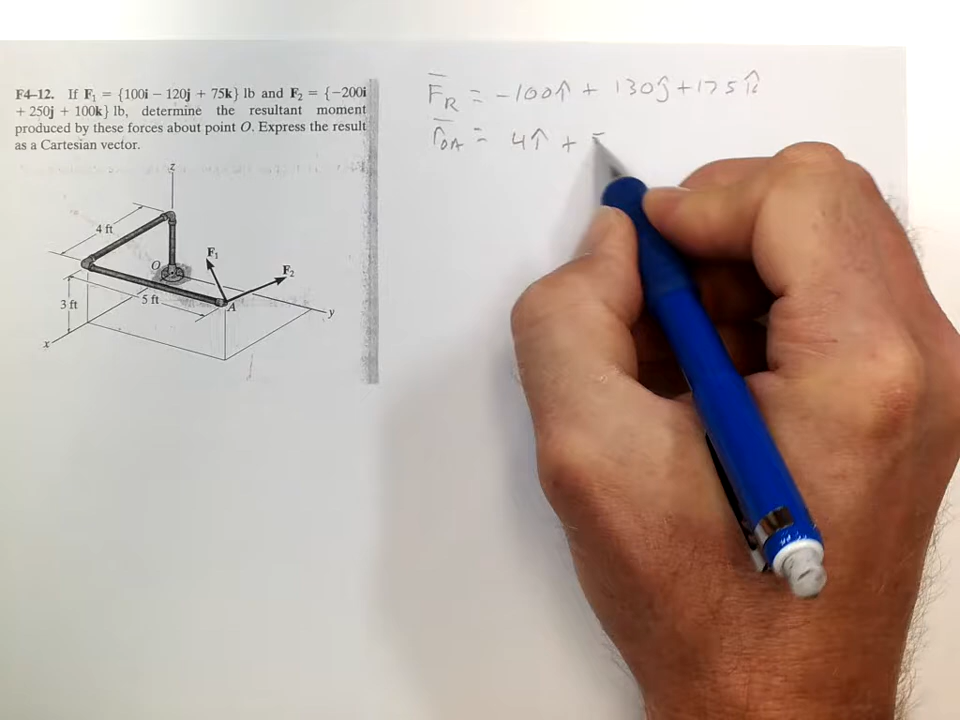 F4–12. If F₁ = {100i − 120j + 75k} lb and F₂ = {−200i
+ 250j + 100k} lb, determine the resultant moment
produced by these forces about point O. Express the result
as a Cartesian vector.
z
4 ft
O
F₁
F₂
3 ft
5 ft
A
y
x
F̅_R = -100î + 130ĵ + 175k̂
r̅_OA = 4î +